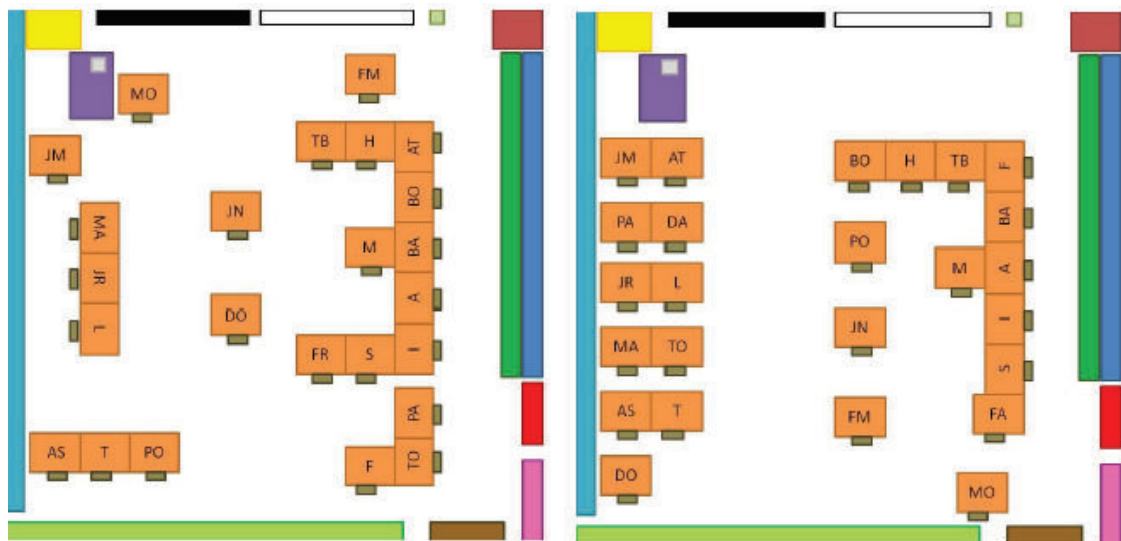 FM
MO
TB H AT
JM
BO
JN
MA
M BA
JR
A
DÖ
L
FR S I
PA
AS T PO
F TO
JM AT
BO H TB F
PA DA
BA
PO
M A
JR L
JN
I
MA TO
S
AS T
FM
FA
DO
MO